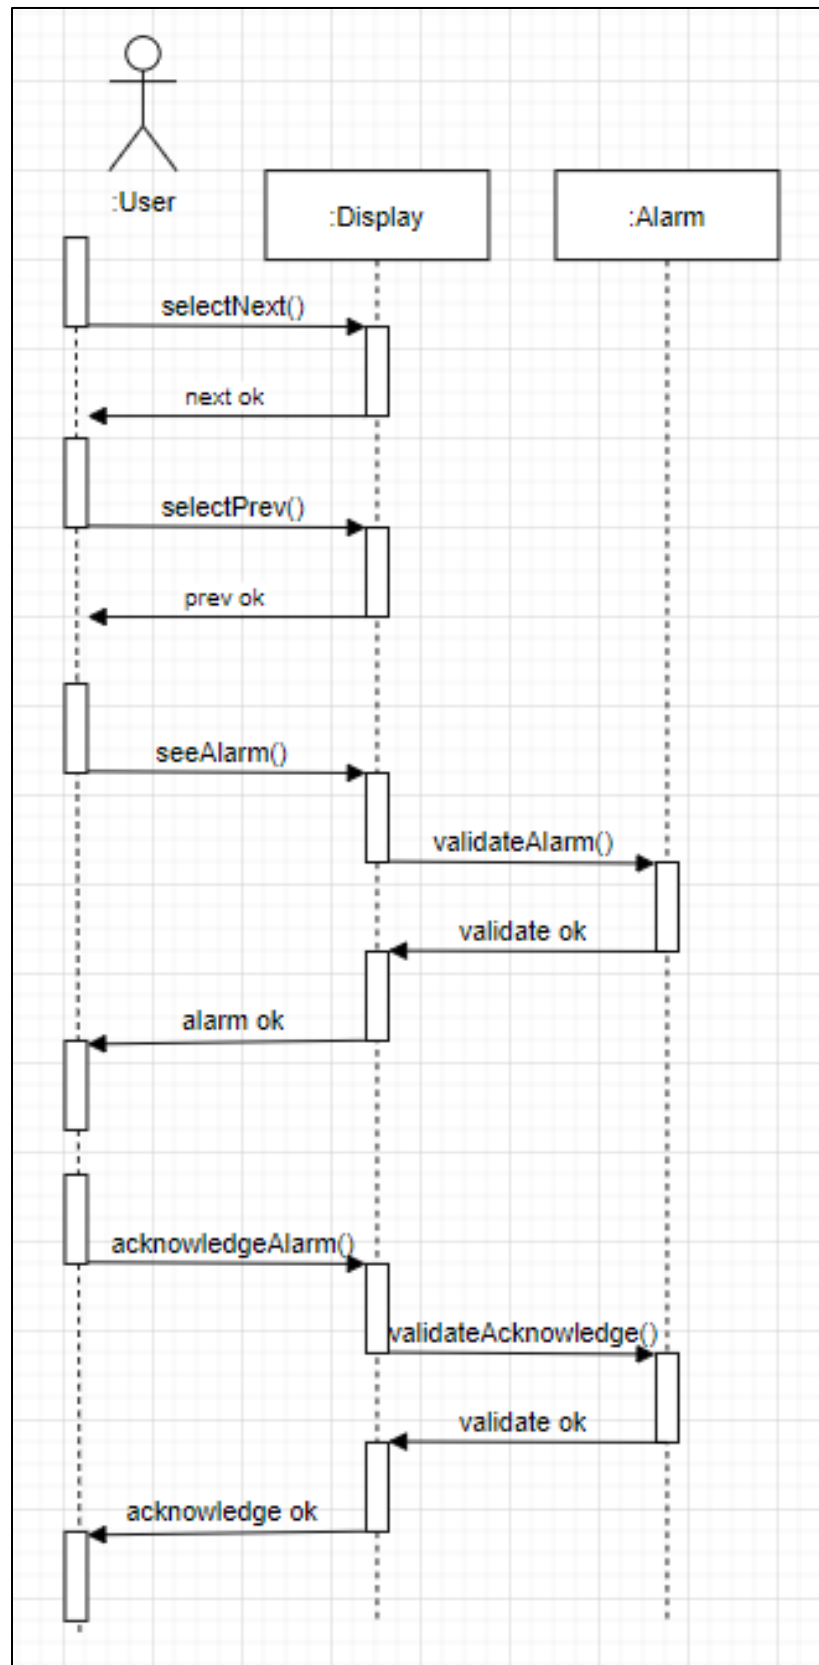 :User
:Display
:Alarm
selectNext()
next ok
selectPrev()
prev ok
seeAlarm()
validateAlarm()
validate ok
alarm ok
acknowledgeAlarm()
validateAcknowledge()
validate ok
acknowledge ok